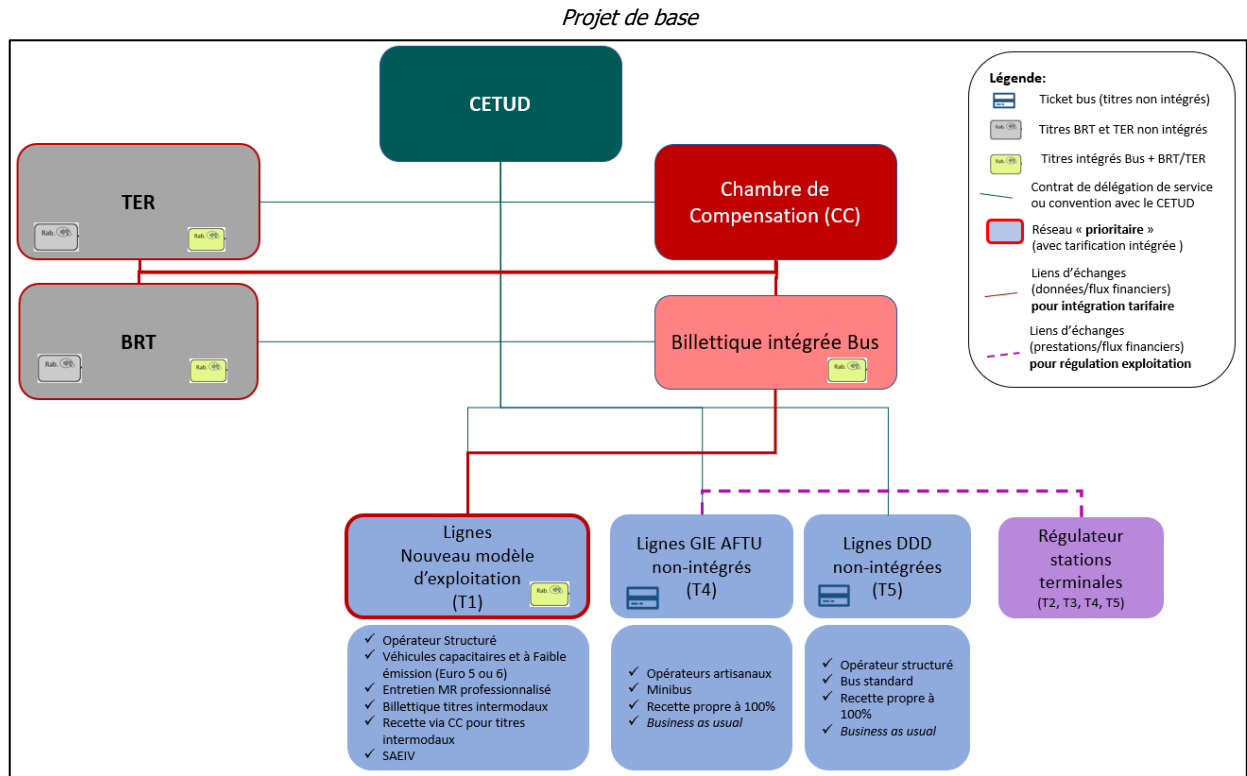 Projet de base
CETUD
TER
Rab.
Rab.
Chambre de
Compensation (CC)
BRT
Rab.
Rab.
Billettique intégrée Bus
Rab.
Légende:
Ticket bus (titres non intégrés)
Rab.
Titres BRT et TER non intégrés
Rab.
Titres intégrés Bus + BRT/TER
Contrat de délégation de service
ou convention avec le CETUD
Réseau « prioritaire »
(avec tarification intégrée )
Liens d’échanges
(données/flux financiers)
pour intégration tarifaire
Liens d’échanges
(prestations/flux financiers)
pour régulation exploitation
Lignes
Nouveau modèle
d’exploitation
(T1)
Rab.
Lignes GIE AFTU
non-intégrés
(T4)
Lignes DDD
non-intégrées
(T5)
Régulateur
stations
terminales
(T2, T3, T4, T5)
✓ Opérateur Structuré
✓ Véhicules capacitaires et à Faible
émission (Euro 5 ou 6)
✓ Entretien MR professionnalisé
✓ Billettique titres intermodaux
✓ Recette via CC pour titres
intermodaux
✓ SAEIV
✓ Opérateurs artisanaux
✓ Minibus
✓ Recette propre à 100%
✓ Business as usual
✓ Opérateur structuré
✓ Bus standard
✓ Recette propre à
100%
✓ Business as usual